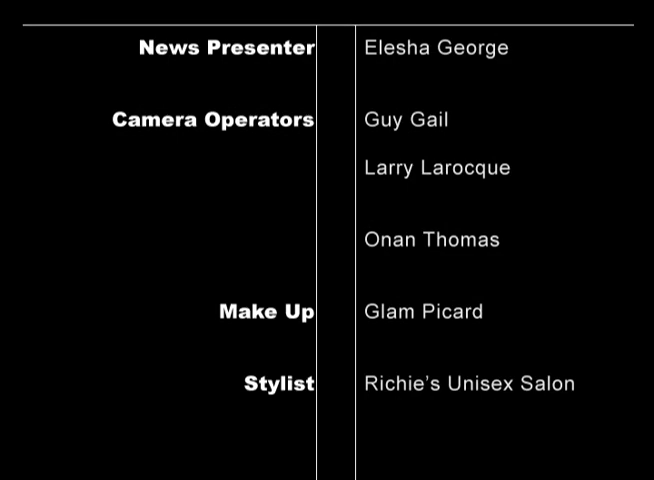 News Presenter Elesha George
Camera Operators Guy Gail
Larry Larocque
Onan Thomas
Make Up Glam Picard
Stylist Richie’s Unisex Salon